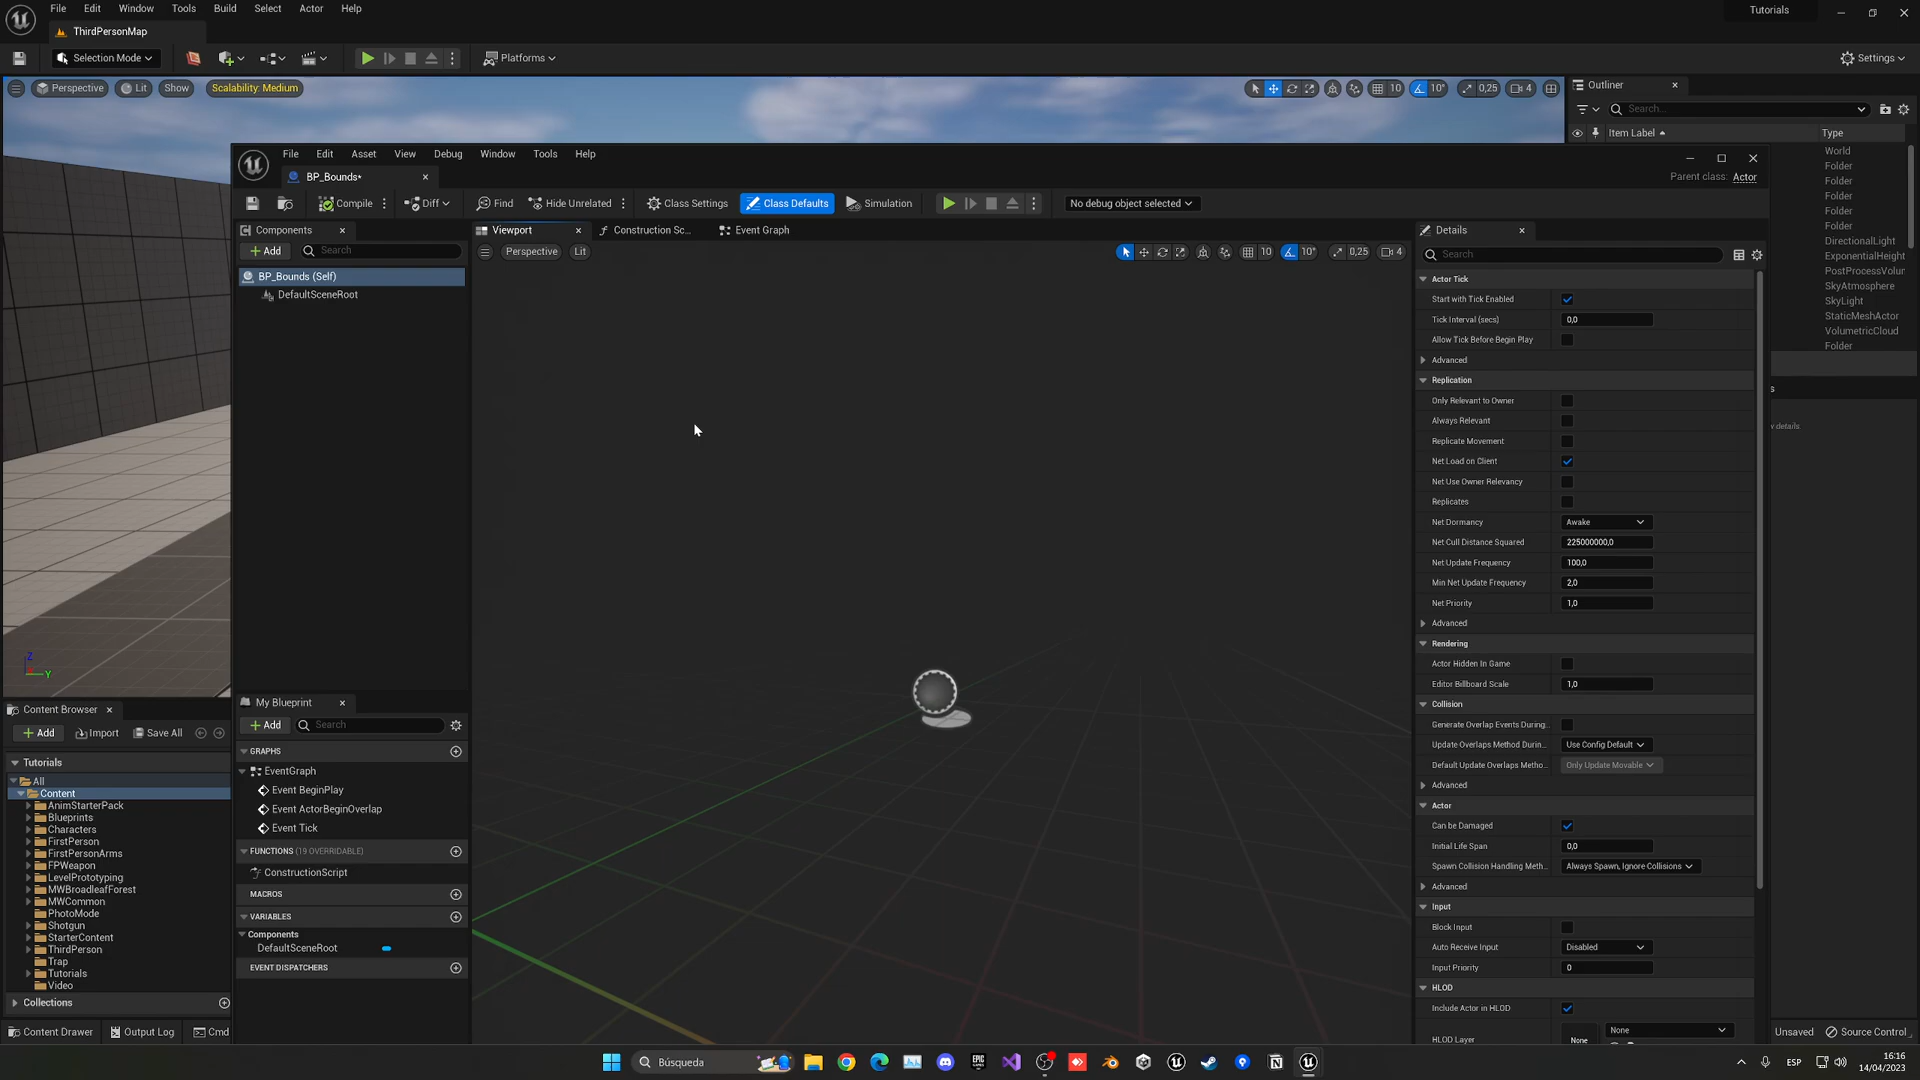 File Edit Window Tools Build Select Actor Help
Tutorials
ThirdPersonMap
Selection Mode
Platforms
Settings
Perspective Lit Show Scalability: Medium
10 10° 0,25 4
Outliner
Search...
Item Label Type
World
Folder
Folder
Folder
Folder
Folder
DirectionalLight
ExponentialHeight
PostProcessVolur
SkyAtmosphere
SkyLight
StaticMeshActor
VolumetricCloud
Folder
File Edit Asset View Debug Window Tools Help
BP_Bounds*
Parent class: Actor
Compile Diff Find Hide Unrelated Class Settings Class Defaults Simulation No debug object selected
Components
Add Search
BP_Bounds (Self)
DefaultSceneRoot
Viewport Construction Sc... Event Graph
Perspective Lit
10 10° 0,25 4
Details
Search
Actor Tick
Start with Tick Enabled
Tick Interval (secs) 0,0
Allow Tick Before Begin Play
Advanced
Replication
Only Relevant to Owner
Always Relevant
Replicate Movement
Net Load on Client
Net Use Owner Relevancy
Replicates
Net Dormancy Awake
Net Cull Distance Squared 225000000,0
Net Update Frequency 100,0
Min Net Update Frequency 2,0
Net Priority 1,0
Advanced
Rendering
Actor Hidden In Game
Editor Billboard Scale 1,0
Collision
Generate Overlap Events During...
Update Overlaps Method Durin... Use Config Default
Default Update Overlaps Metho... Only Update Movable
Advanced
Actor
Can be Damaged
Initial Life Span 0,0
Spawn Collision Handling Meth... Always Spawn, Ignore Collisions
Advanced
Input
Block Input
Auto Receive Input Disabled
Input Priority 0
HLOD
Include Actor in HLOD
HLOD Layer None None
s
w details.
My Blueprint
Add Search
GRAPHS
EventGraph
Event BeginPlay
Event ActorBeginOverlap
Event Tick
FUNCTIONS (19 OVERRIDABLE)
ConstructionScript
MACROS
VARIABLES
Components
DefaultSceneRoot
EVENT DISPATCHERS
Z
Y
Content Browser
Add Import Save All
Tutorials
All
Content
AnimStarterPack
Blueprints
Characters
FirstPerson
FirstPersonArms
FPWeapon
LevelPrototyping
MWBroadleafForest
MWCommon
PhotoMode
Shotgun
StarterContent
ThirdPerson
Trap
Tutorials
Video
Collections
Content Drawer Output Log Cmd
Unsaved Source Control
Búsqueda
EPIC GAMES
ESP
16:16
14/04/2023